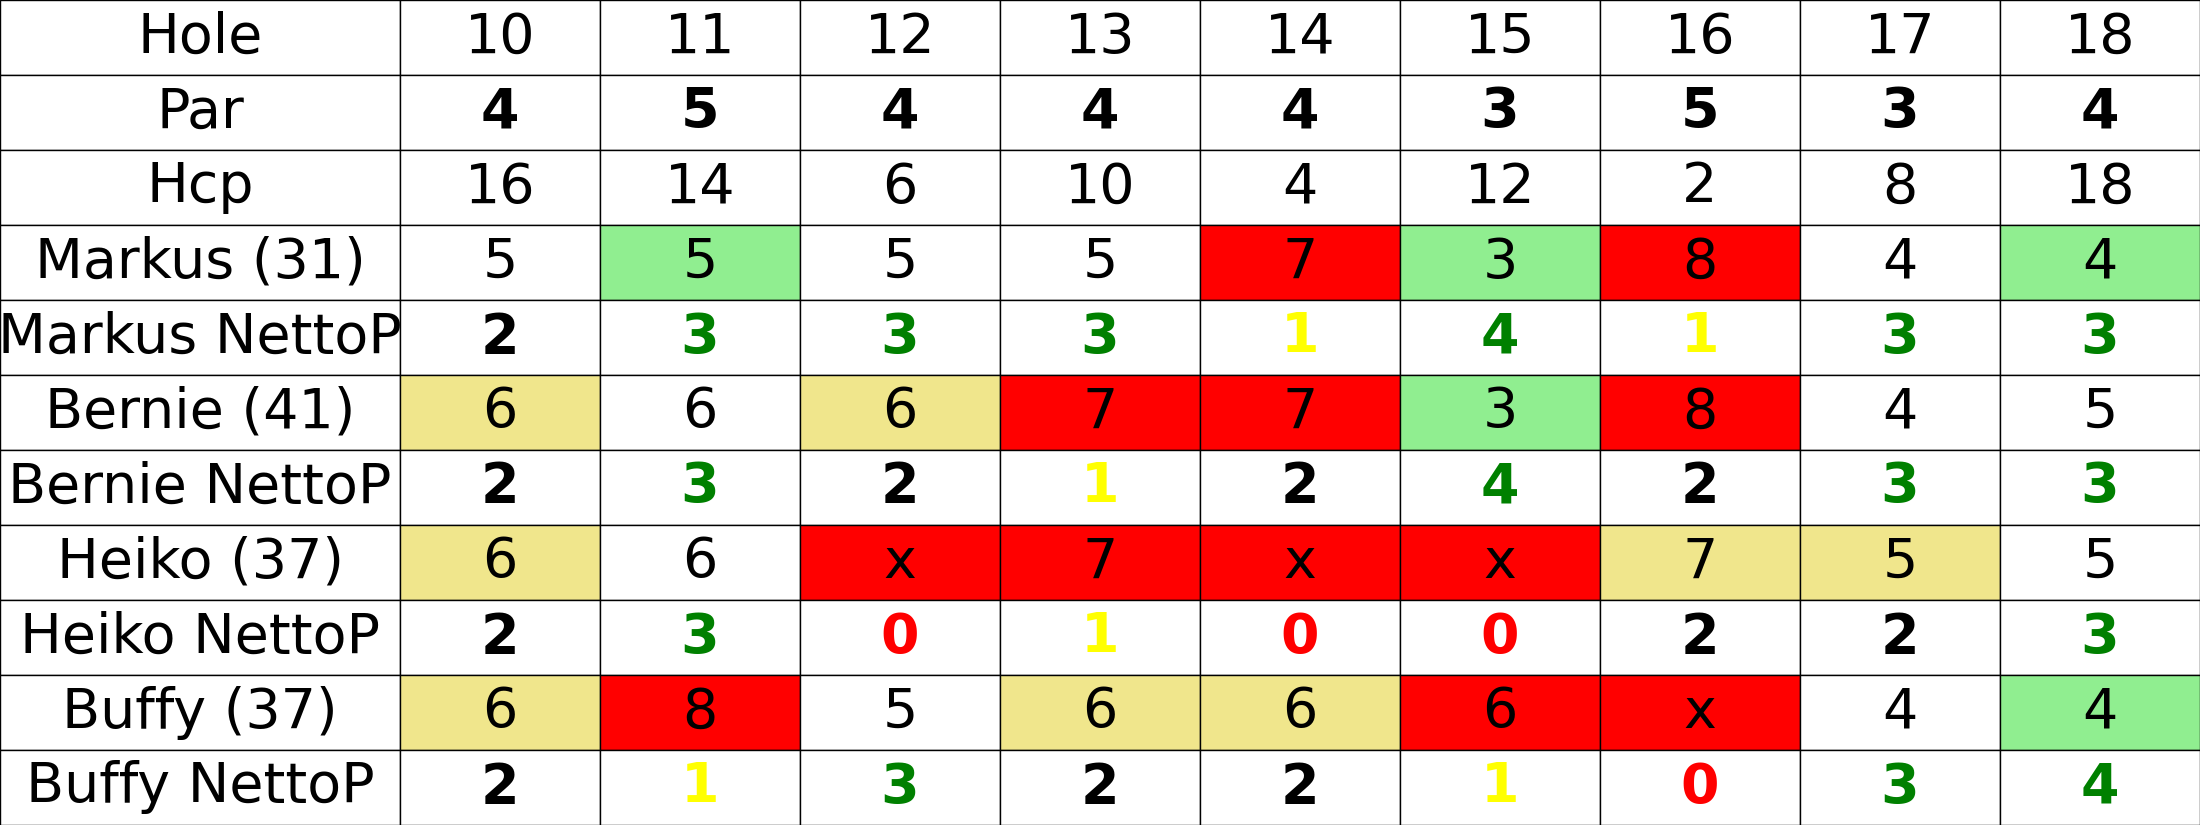 Hole 10 11 12 13 14 15 16 17 18
Par 4 5 4 4 4 3 5 3 4
Hcp 16 14 6 10 4 12 2 8 18
Markus (31) 5 5 5 5 7 3 8 4 4
Markus NettoP 2 3 3 3 1 4 1 3 3
Bernie (41) 6 6 6 7 7 3 8 4 5
Bernie NettoP 2 3 2 1 2 4 2 3 3
Heiko (37) 6 6 x 7 x x 7 5 5
Heiko NettoP 2 3 0 1 0 0 2 2 3
Buffy (37) 6 8 5 6 6 6 x 4 4
Buffy NettoP 2 1 3 2 2 1 0 3 4